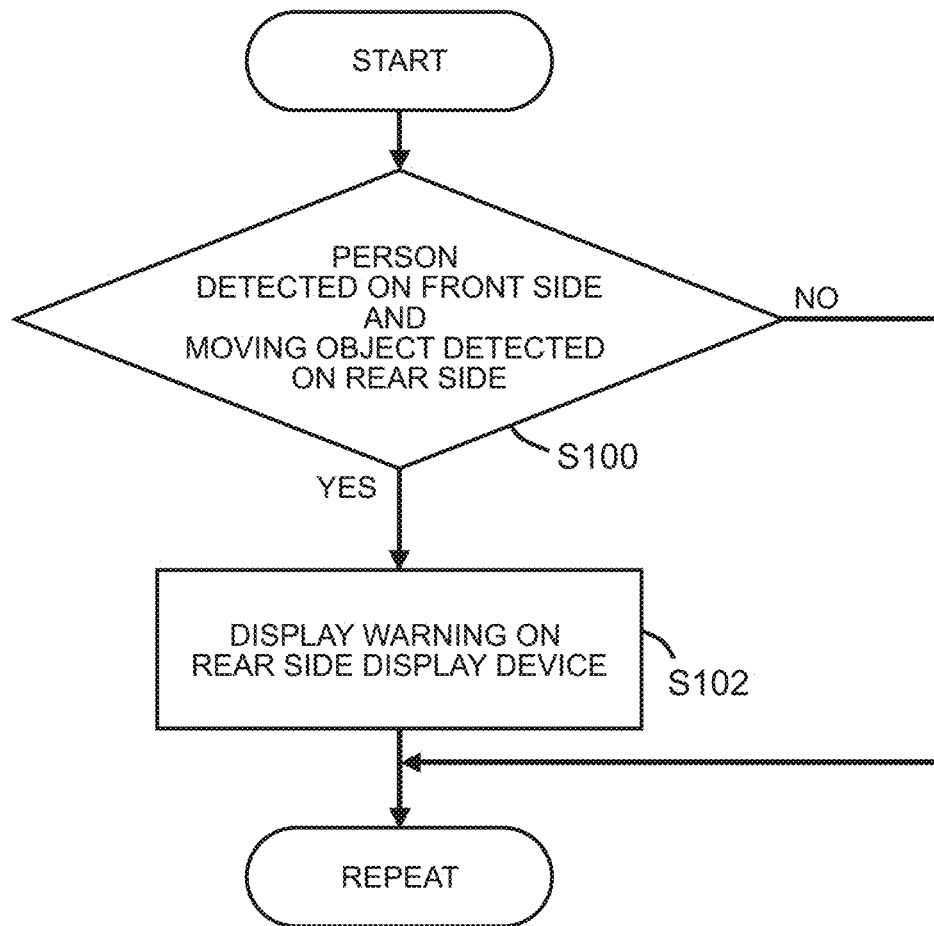 START
PERSON
DETECTED ON FRONT SIDE
AND
MOVING OBJECT DETECTED
ON REAR SIDE
NO
S100
YES
DISPLAY WARNING ON
REAR SIDE DISPLAY DEVICE
S102
REPEAT